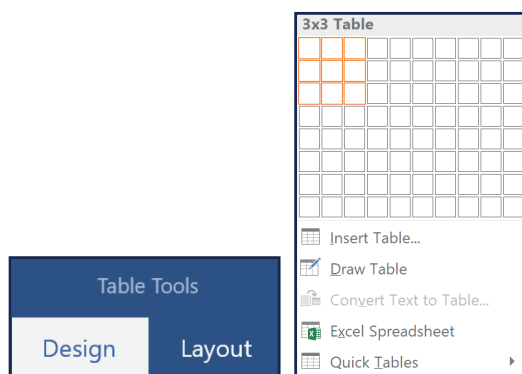 3x3 Table
Insert Table...
Draw Table
Convert Text to Table...
Excel Spreadsheet
Quick Tables
Table Tools
Design Layout